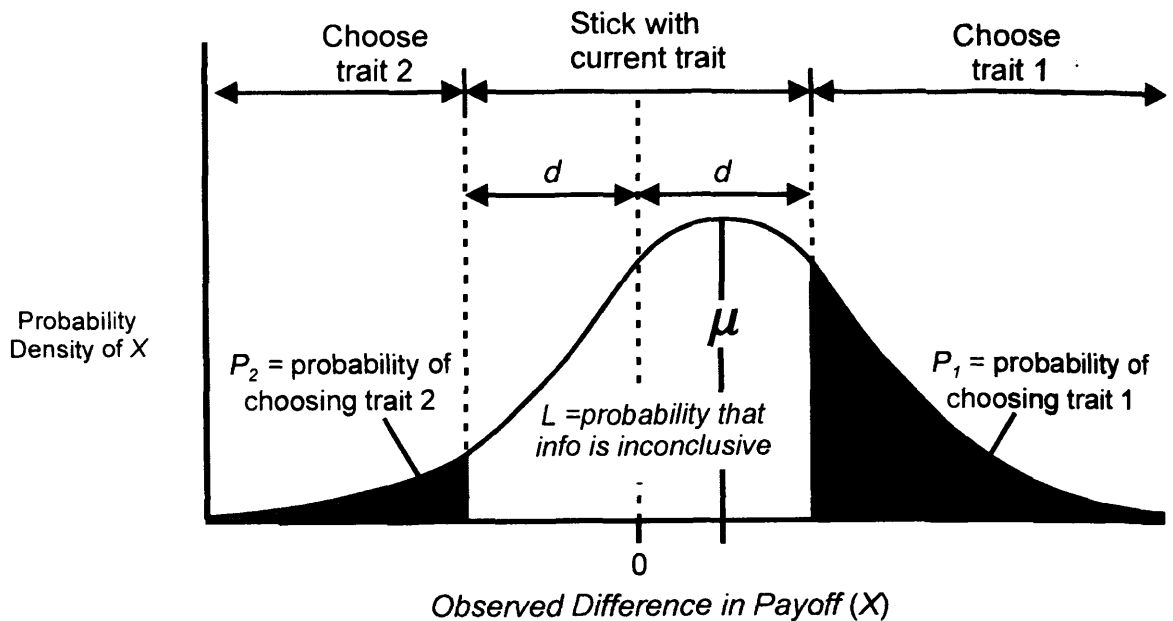 Choose
trait 2
Stick with
current trait
Choose
trait 1
d
d
Probability
Density of X
P2 = probability of
choosing trait 2
μ
L =probability that
info is inconclusive
P1 = probability of
choosing trait 1
0
Observed Difference in Payoff (X)